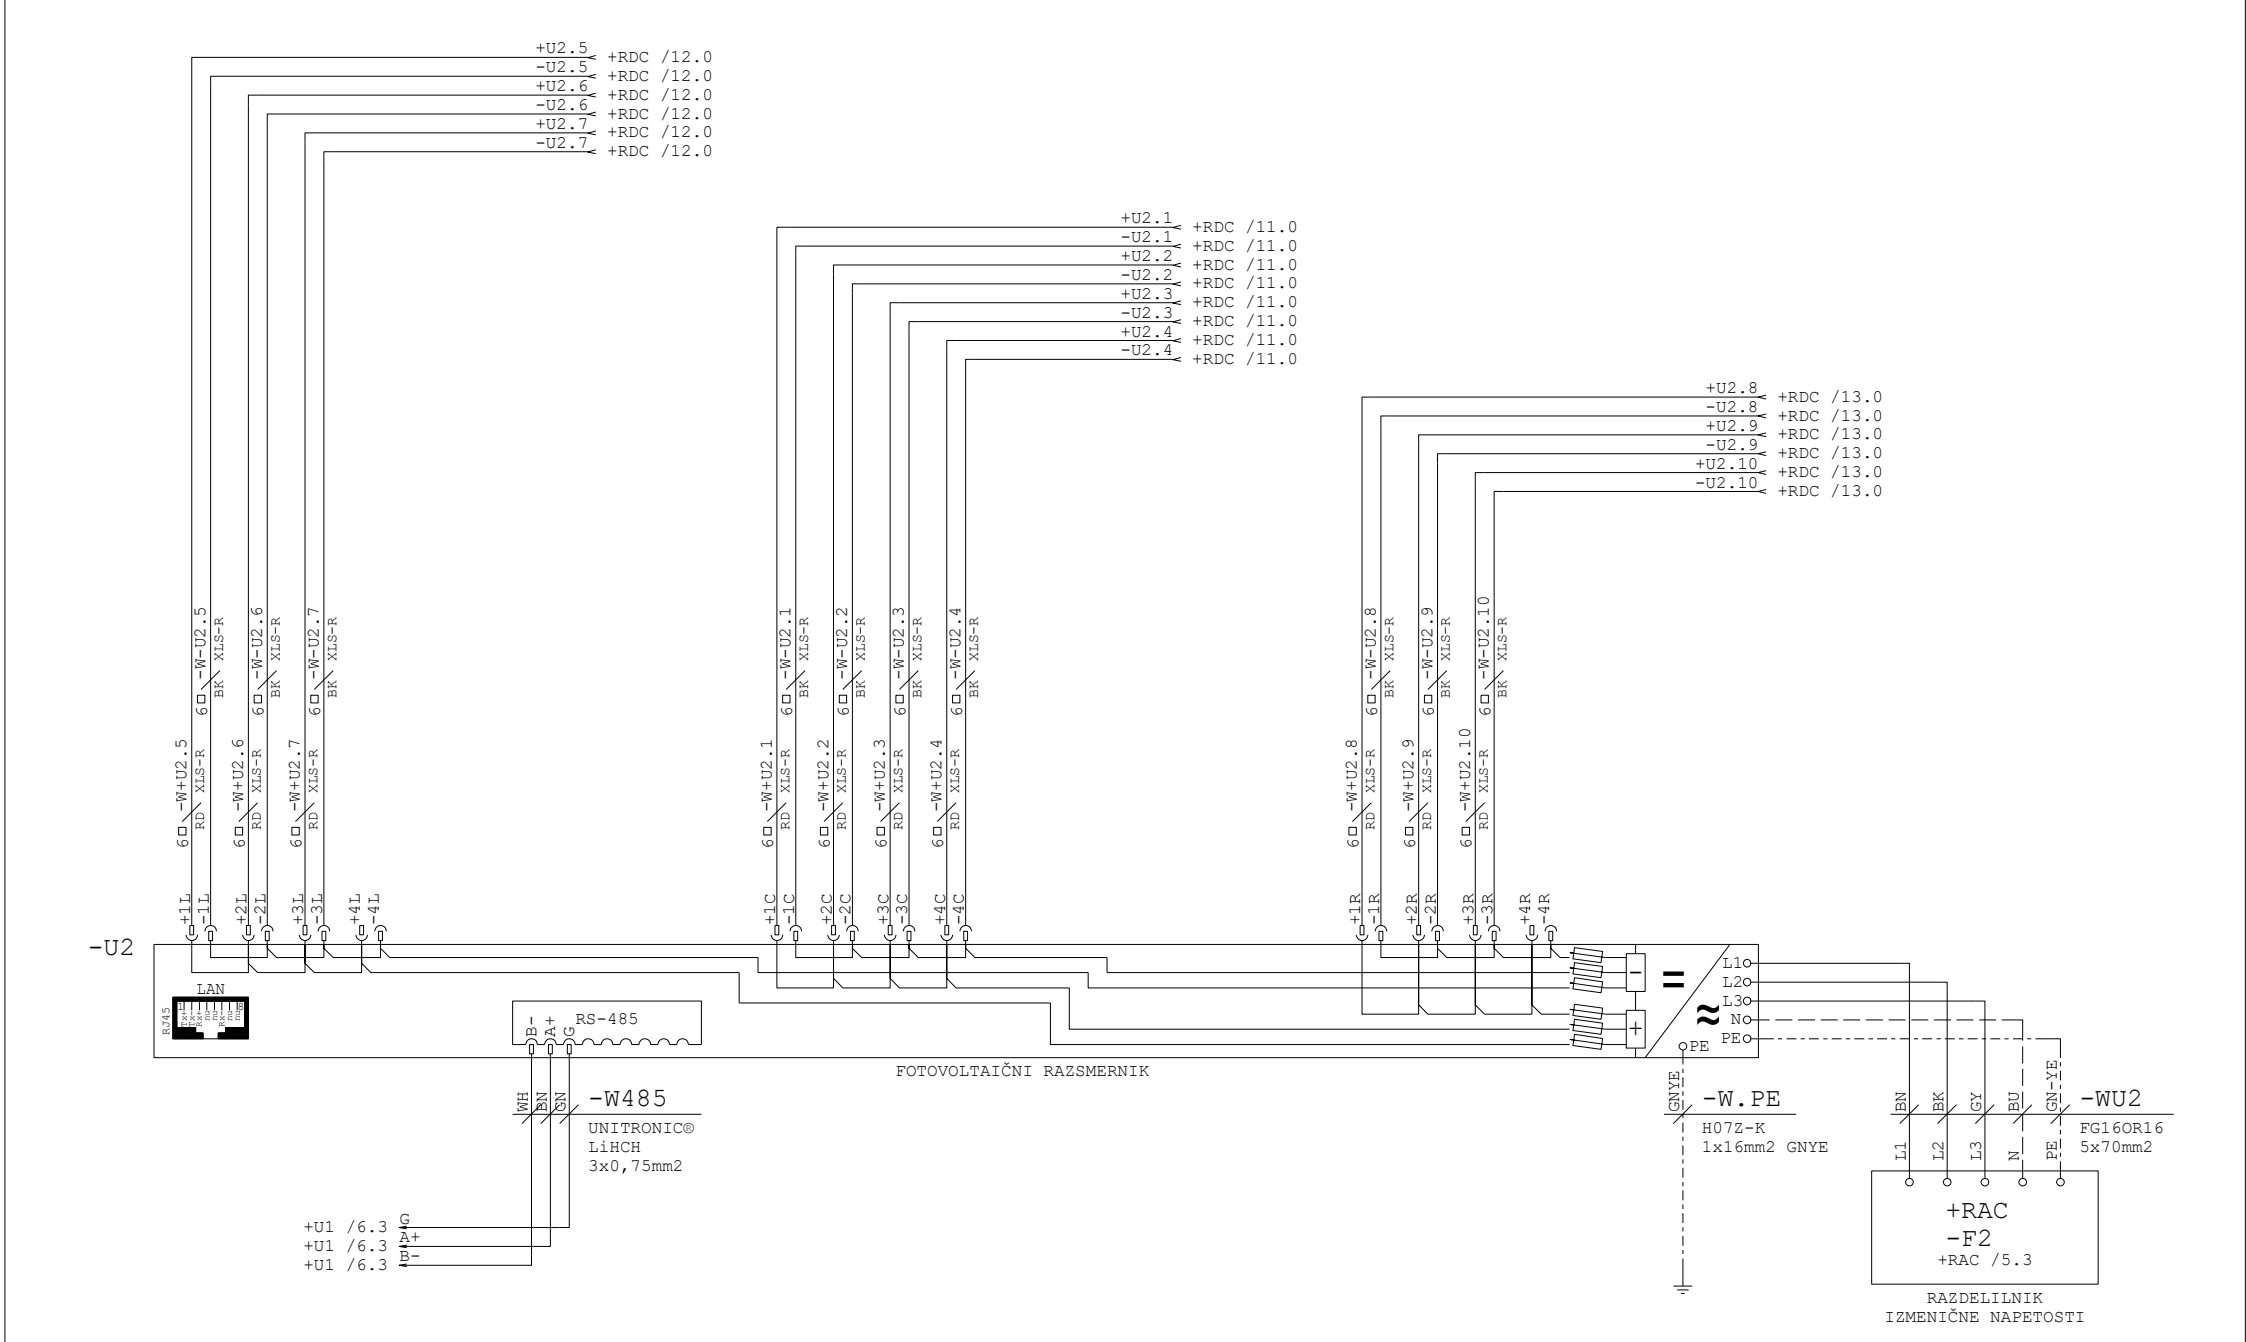 +U2.5 +RDC /12.0
-U2.5 +RDC /12.0
+U2.6 +RDC /12.0
-U2.6 +RDC /12.0
+U2.7 +RDC /12.0
-U2.7 +RDC /12.0
+U2.1 +RDC /11.0
-U2.1 +RDC /11.0
+U2.2 +RDC /11.0
-U2.2 +RDC /11.0
+U2.3 +RDC /11.0
-U2.3 +RDC /11.0
+U2.4 +RDC /11.0
-U2.4 +RDC /11.0
+U2.8 +RDC /13.0
-U2.8 +RDC /13.0
+U2.9 +RDC /13.0
-U2.9 +RDC /13.0
+U2.10 +RDC /13.0
-U2.10 +RDC /13.0
6□ -W-U2.5
BK XLS-R
6□ -W-U2.6
BK XLS-R
6□ -W-U2.7
BK XLS-R
6□ -W-U2.1
BK XLS-R
6□ -W-U2.2
BK XLS-R
6□ -W-U2.3
BK XLS-R
6□ -W-U2.4
BK XLS-R
6□ -W-U2.8
BK XLS-R
6□ -W-U2.9
BK XLS-R
6□ -W-U2.10
BK XLS-R
6□ -W+U2.5
RD XLS-R
6□ -W+U2.6
RD XLS-R
6□ -W+U2.7
RD XLS-R
6□ -W+U2.1
RD XLS-R
6□ -W+U2.2
RD XLS-R
6□ -W+U2.3
RD XLS-R
6□ -W+U2.4
RD XLS-R
6□ -W+U2.8
RD XLS-R
6□ -W+U2.9
RD XLS-R
6□ -W+U2.10
RD XLS-R
+1L
-1L
+2L
-2L
+3L
-3L
+4L
-4L
+1C
-1C
+2C
-2C
+3C
-3C
+4C
-4C
+1R
-1R
+2R
-2R
+3R
-3R
+4R
-4R
-U2
LAN
RJ45
1
Tx+
Tx-
Rx+
nu
nu
Rx-
nu
nu
8
RS-485
B-
A+
G
-
+
=
≈
L1
L2
L3
N
PE
PE
FOTOVOLTAIČNI RAZSMERNIK
WH
BN
GN
-W485
UNITRONIC®
LiHCH
3x0,75mm2
GNYE
-W.PE
H07Z-K
1x16mm2 GNYE
BN
BK
GY
BU
GN-YE
-WU2
FG16OR16
5x70mm2
L1
L2
L3
N
PE
+RAC
-F2
+RAC /5.3
RAZDELILNIK
IZMENIČNE NAPETOSTI
+U1 /6.3 G
+U1 /6.3 A+
+U1 /6.3 B-